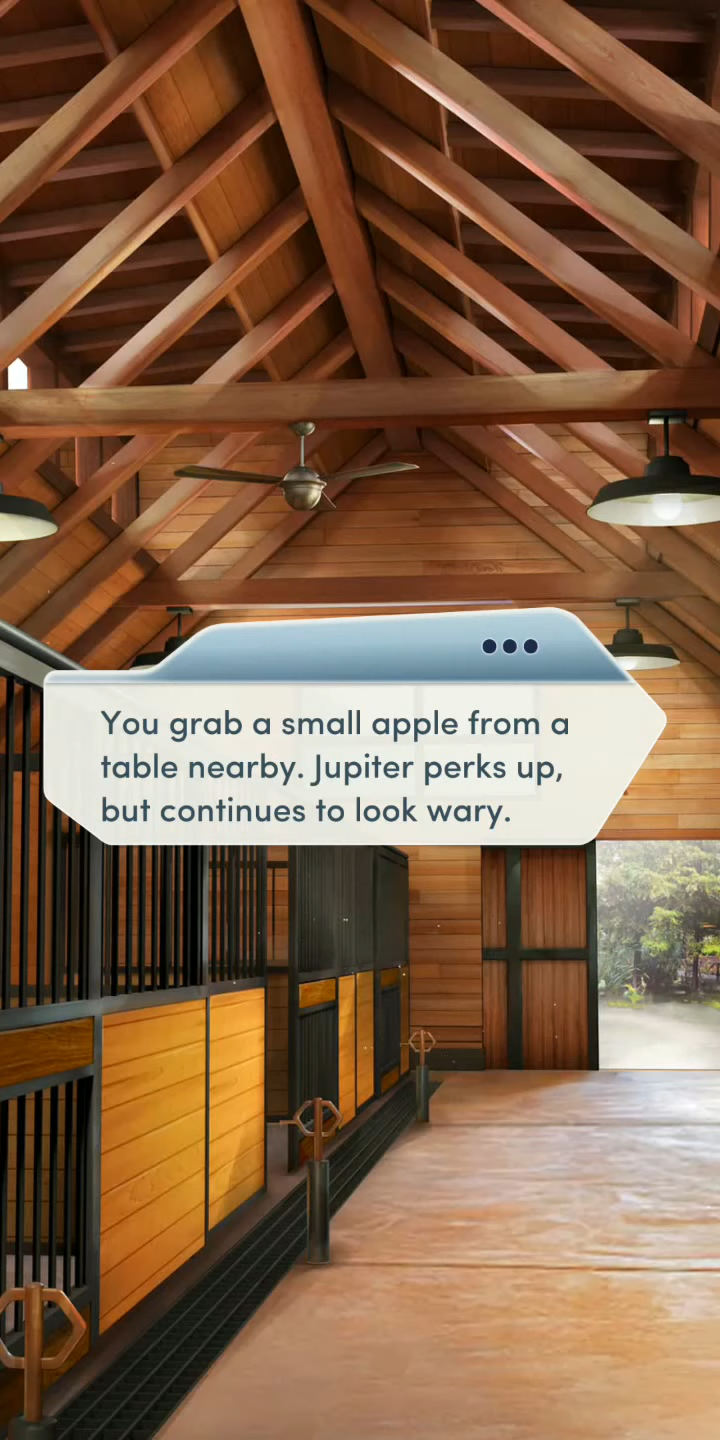 You grab a small apple from a
table nearby. Jupiter perks up,
but continues to look wary.